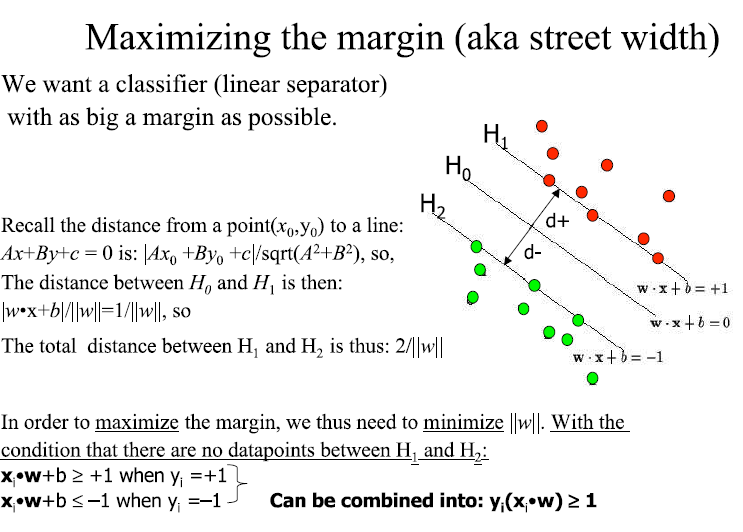 Maximizing the margin (aka street width)
We want a classifier (linear separator)
with as big a margin as possible.
H₁
H₀
H₂
d+
d-
w · x + b = +1
w · x + b = 0
w · x + b = −1
Recall the distance from a point(x₀,y₀) to a line:
Ax+By+c = 0 is: |Ax₀ +By₀ +c|/sqrt(A²+B²), so,
The distance between H₀ and H₁ is then:
|w•x+b|/||w||=1/||w||, so
The total distance between H₁ and H₂ is thus: 2/||w||
In order to maximize the margin, we thus need to minimize ||w||. With the
condition that there are no datapoints between H₁ and H₂:
xᵢ•w+b ≥ +1 when yᵢ =+1
xᵢ•w+b ≤ –1 when yᵢ =–1
Can be combined into: yᵢ(xᵢ•w) ≥ 1